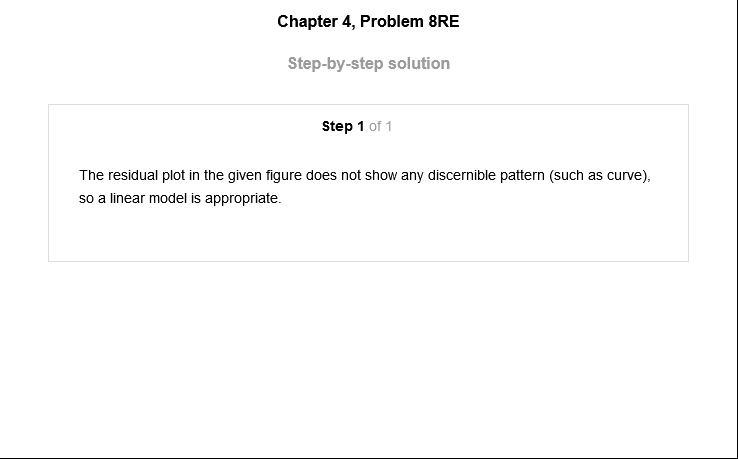 Chapter 4, Problem 8RE
Step-by-step solution
Step 1 of 1
The residual plot in the given figure does not show any discernible pattern (such as curve),
so a linear model is appropriate.